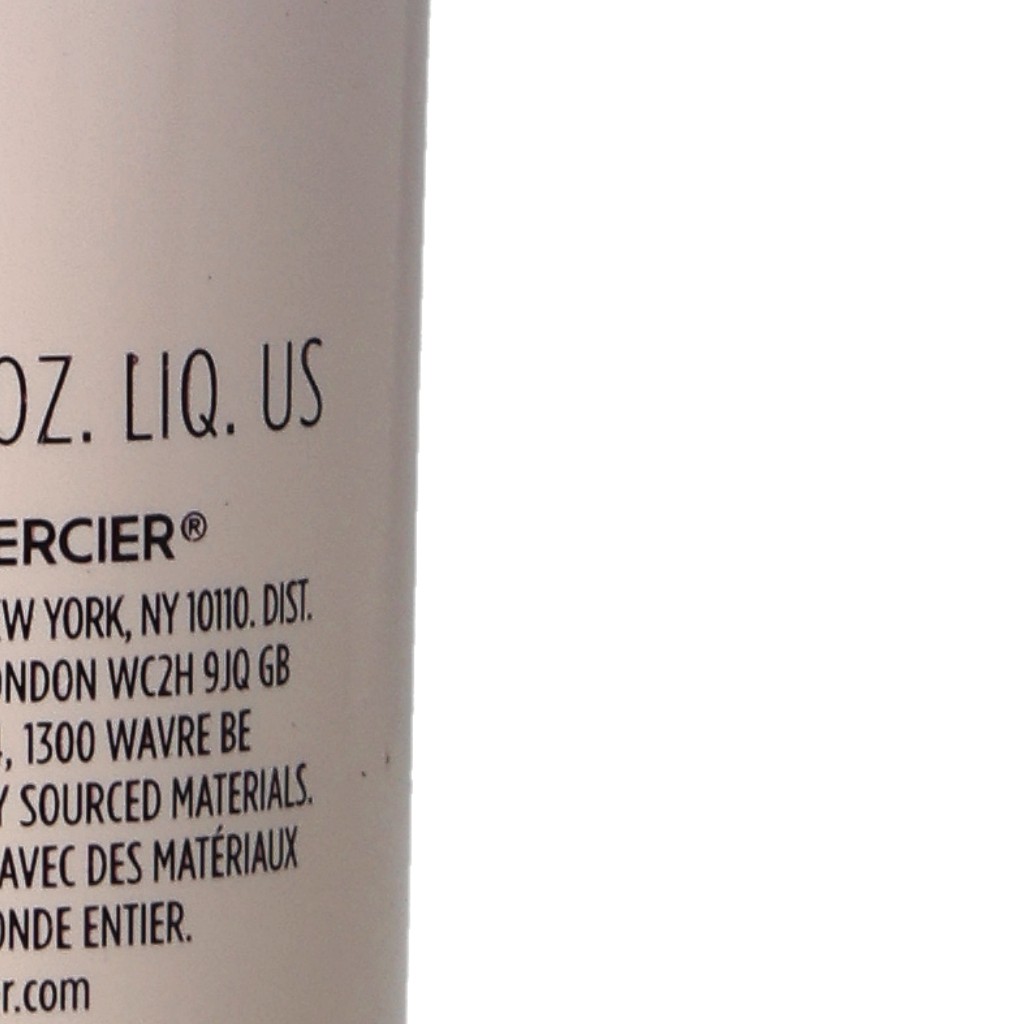 OZ. LIQ. US
ERCIER®
EW YORK, NY 10110. DIST.
ONDON WC2H 9JQ GB
, 1300 WAVRE BE
Y SOURCED MATERIALS.
AVEC DES MATÉRIAUX
ONDE ENTIER.
r.com